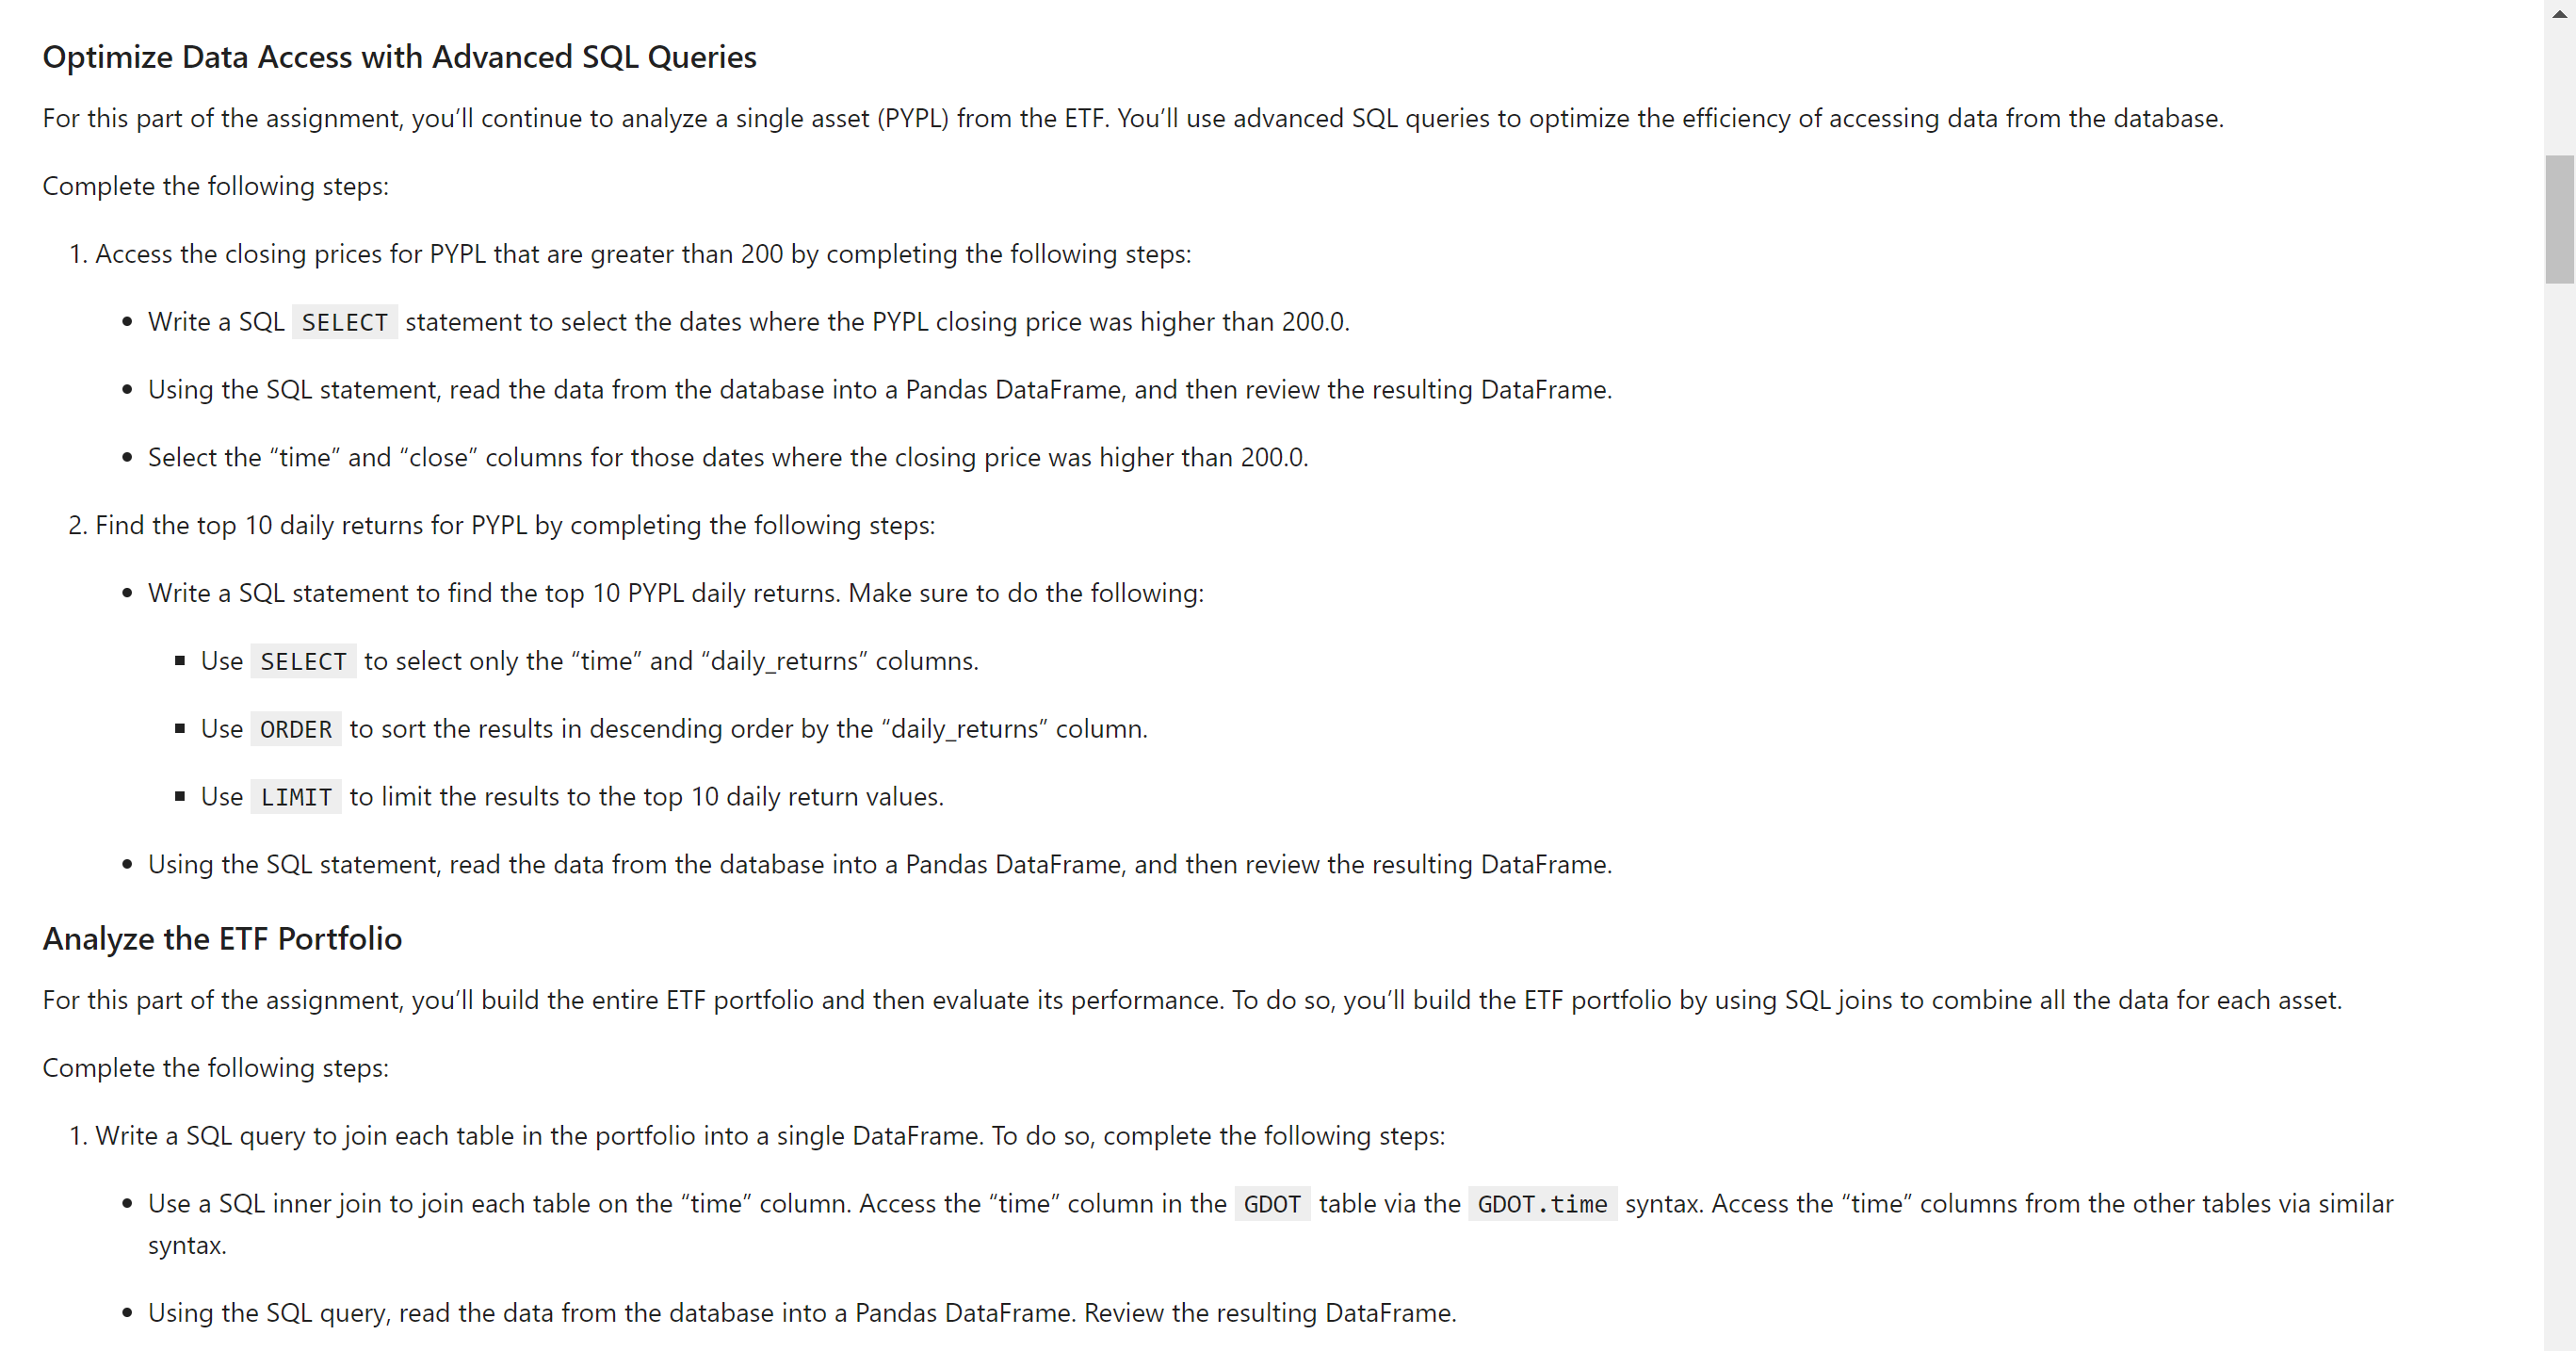 Optimize Data Access with Advanced SQL Queries
For this part of the assignment, you’ll continue to analyze a single asset (PYPL) from the ETF. You’ll use advanced SQL queries to optimize the efficiency of accessing data from the database.
Complete the following steps:
1. Access the closing prices for PYPL that are greater than 200 by completing the following steps:
• Write a SQL SELECT statement to select the dates where the PYPL closing price was higher than 200.0.
• Using the SQL statement, read the data from the database into a Pandas DataFrame, and then review the resulting DataFrame.
• Select the “time” and “close” columns for those dates where the closing price was higher than 200.0.
2. Find the top 10 daily returns for PYPL by completing the following steps:
• Write a SQL statement to find the top 10 PYPL daily returns. Make sure to do the following:
▪ Use SELECT to select only the “time” and “daily_returns” columns.
▪ Use ORDER to sort the results in descending order by the “daily_returns” column.
▪ Use LIMIT to limit the results to the top 10 daily return values.
• Using the SQL statement, read the data from the database into a Pandas DataFrame, and then review the resulting DataFrame.
Analyze the ETF Portfolio
For this part of the assignment, you’ll build the entire ETF portfolio and then evaluate its performance. To do so, you’ll build the ETF portfolio by using SQL joins to combine all the data for each asset.
Complete the following steps:
1. Write a SQL query to join each table in the portfolio into a single DataFrame. To do so, complete the following steps:
• Use a SQL inner join to join each table on the “time” column. Access the “time” column in the GDOT table via the GDOT.time syntax. Access the “time” columns from the other tables via similar
syntax.
• Using the SQL query, read the data from the database into a Pandas DataFrame. Review the resulting DataFrame.